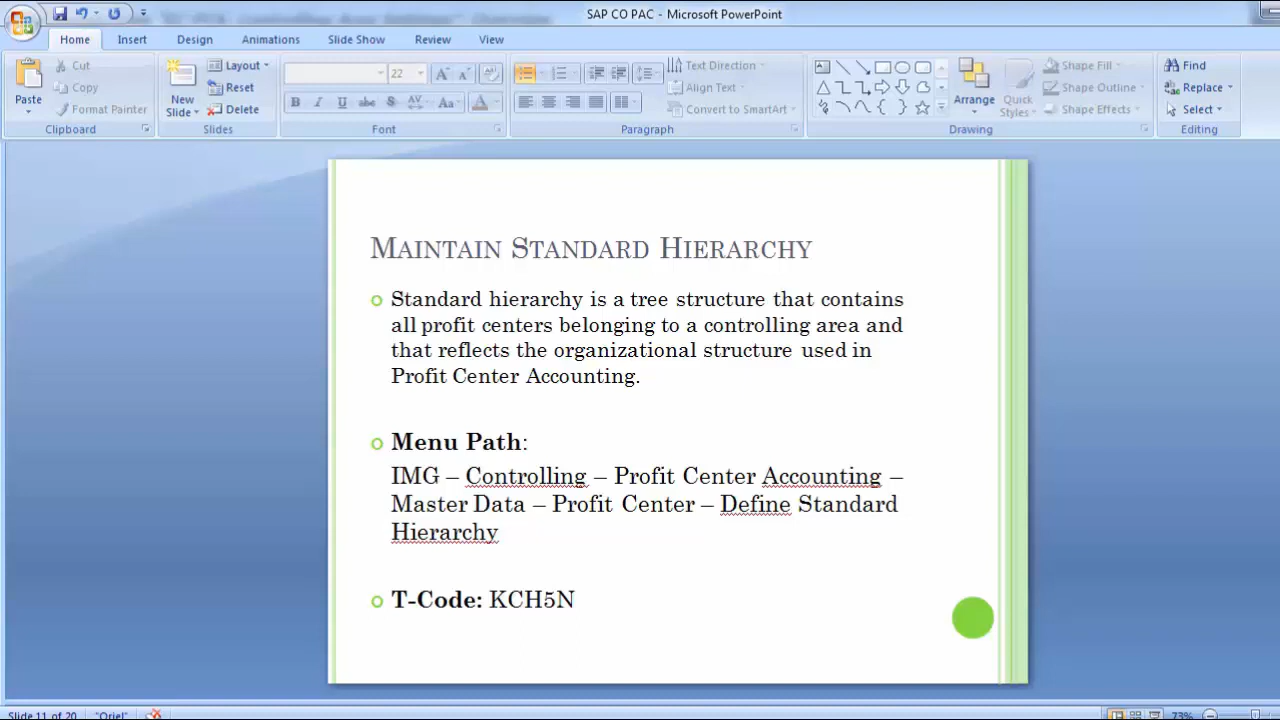 SAP CO PAC - Microsoft PowerPoint
Home Insert Design Animations Slide Show Review View
Cut Layout 22 Text Direction Shape Fill Find
Paste Copy New Slide Reset Align Text Arrange Quick Styles Shape Outline Replace
Format Painter Delete B I U abc S AV Aa A Convert to SmartArt Shape Effects Select
Clipboard Slides Font Paragraph Drawing Editing
MAINTAIN STANDARD HIERARCHY
Standard hierarchy is a tree structure that contains
all profit centers belonging to a controlling area and
that reflects the organizational structure used in
Profit Center Accounting.
Menu Path:
IMG – Controlling – Profit Center Accounting –
Master Data – Profit Center – Define Standard
Hierarchy
T-Code: KCH5N
Slide 11 of 20 "Oriel" 73%